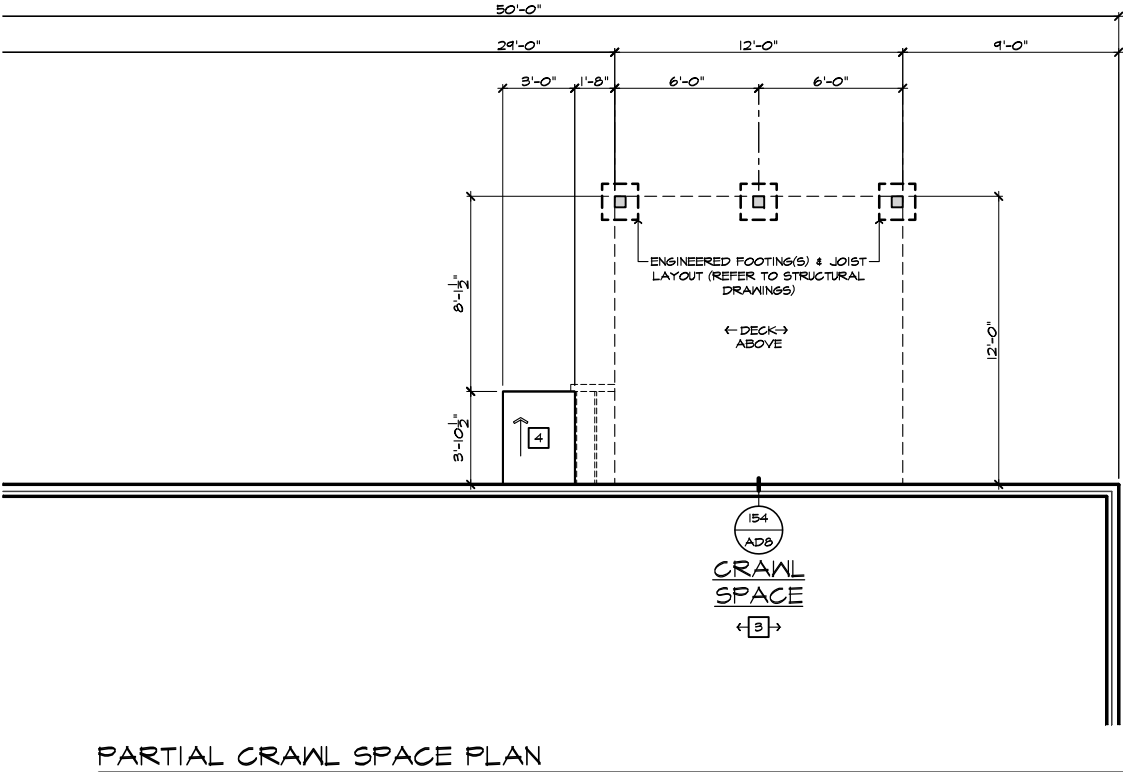 50'-0"
29'-0"
12'-0"
9'-0"
3'-0"
1'-8"
6'-0"
6'-0"
ENGINEERED FOOTING(S) & JOIST
LAYOUT (REFER TO STRUCTURAL
DRAWINGS)
8'-1½"
DECK
ABOVE
12'-0"
3'-10½"
4
154
AD8
CRAWL
SPACE
3
PARTIAL CRAWL SPACE PLAN